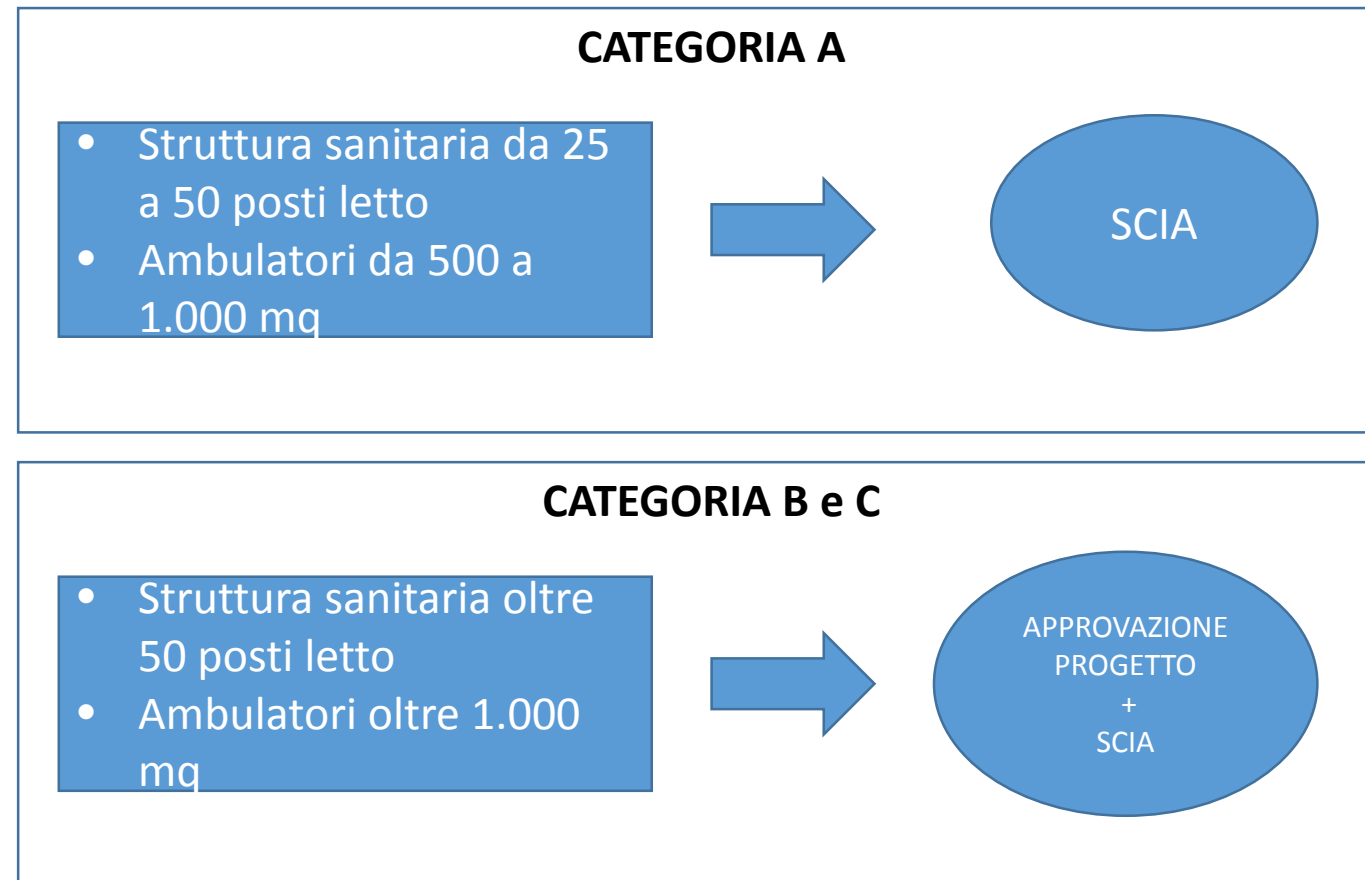 CATEGORIA A
• Struttura sanitaria da 25
a 50 posti letto
• Ambulatori da 500 a
1.000 mq
SCIA
CATEGORIA B e C
• Struttura sanitaria oltre
50 posti letto
• Ambulatori oltre 1.000
mq
APPROVAZIONE
PROGETTO
+
SCIA